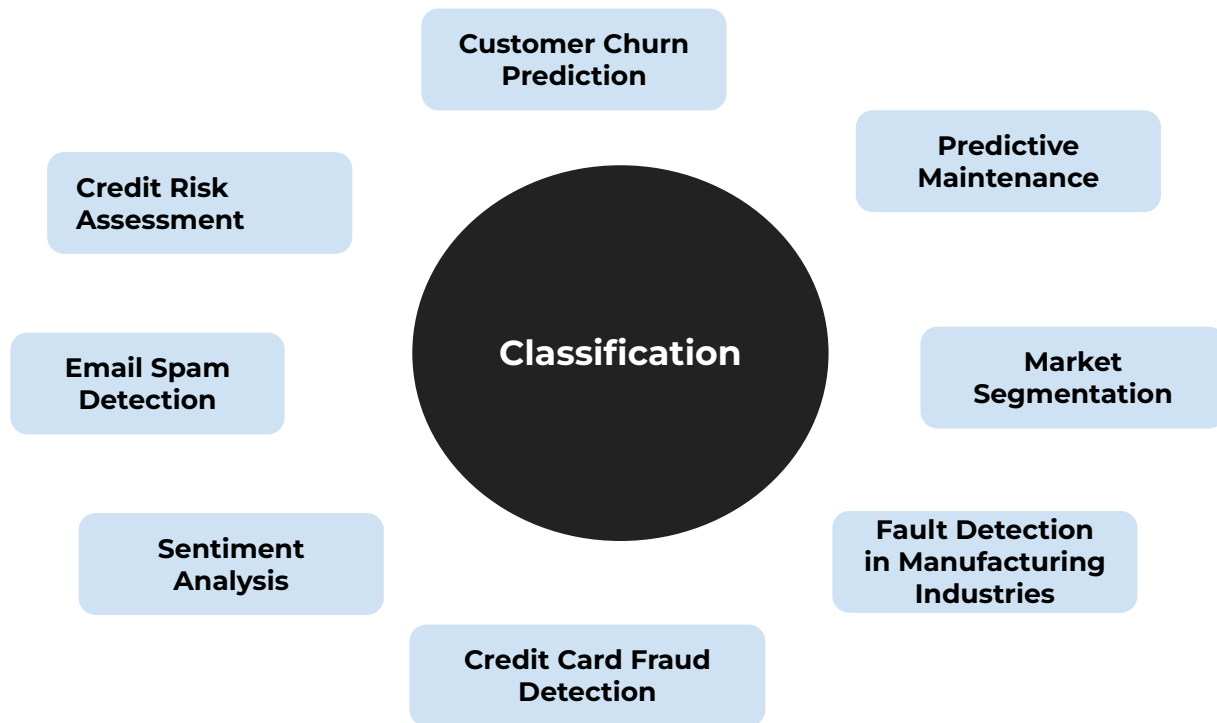 Customer Churn
Prediction
Predictive
Maintenance
Credit Risk
Assessment
Classification
Market
Segmentation
Email Spam
Detection
Fault Detection
in Manufacturing
Industries
Sentiment
Analysis
Credit Card Fraud
Detection